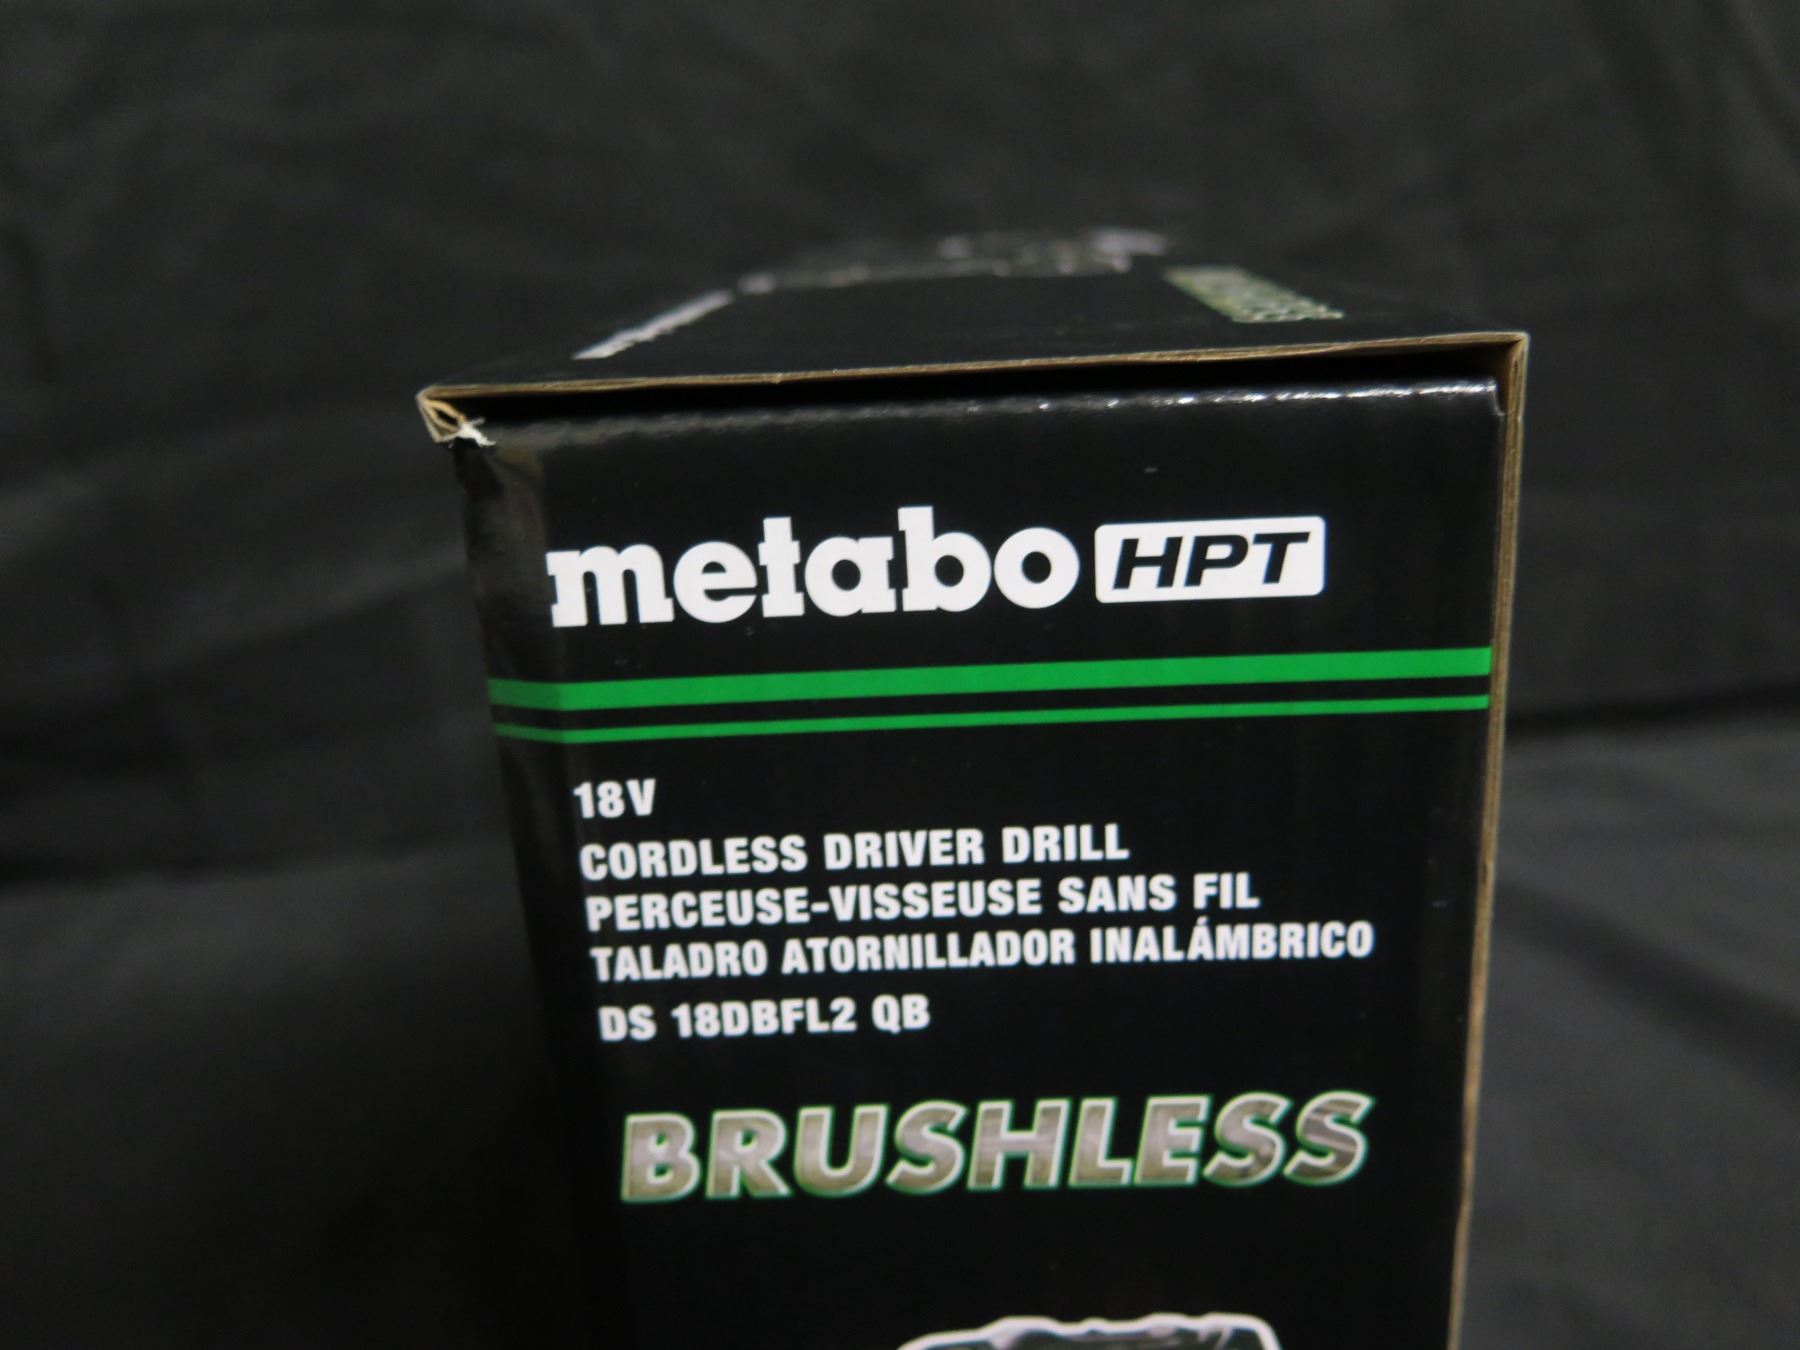 metabo HPT
18V
CORDLESS DRIVER DRILL
PERCEUSE-VISSEUSE SANS FIL
TALADRO ATORNILLADOR INALÁMBRICO
DS 18DBFL2 QB
BRUSHLESS